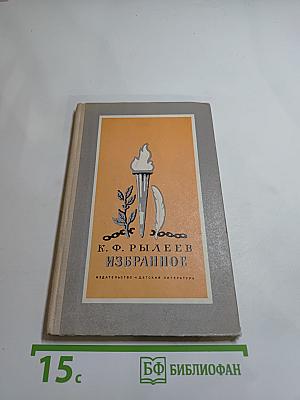 К. Ф. РЫЛЕЕВ
ИЗБРАННОЕ
ИЗДАТЕЛЬСТВО «ДЕТСКАЯ ЛИТЕРАТУРА»
15с
БФ БИБЛИОФАН